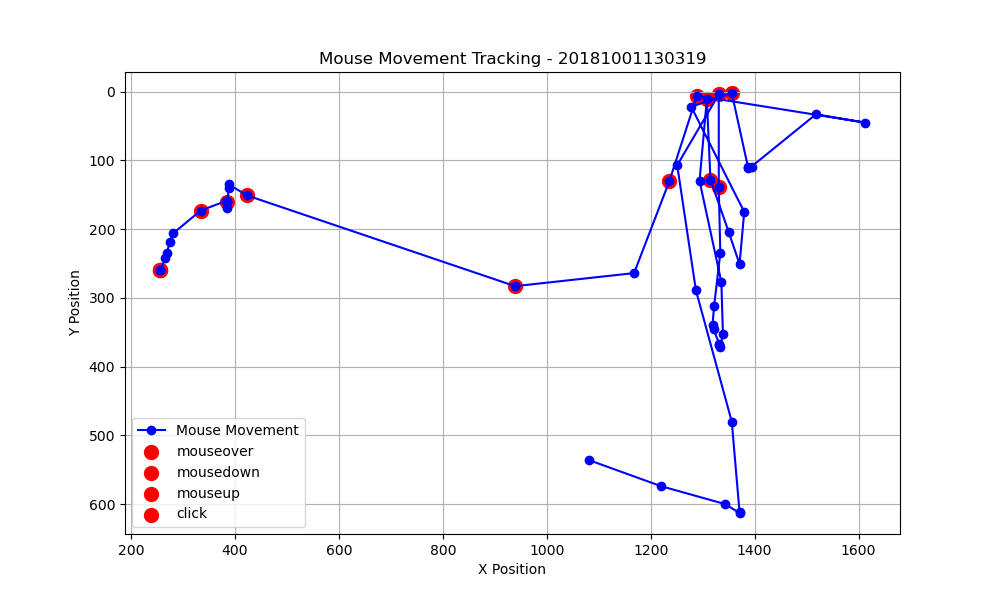 Mouse Movement Tracking - 20181001130319
Y Position
0
100
200
300
400
500
600
Mouse Movement
mouseover
mousedown
mouseup
click
200 400 600 800 1000 1200 1400 1600
X Position